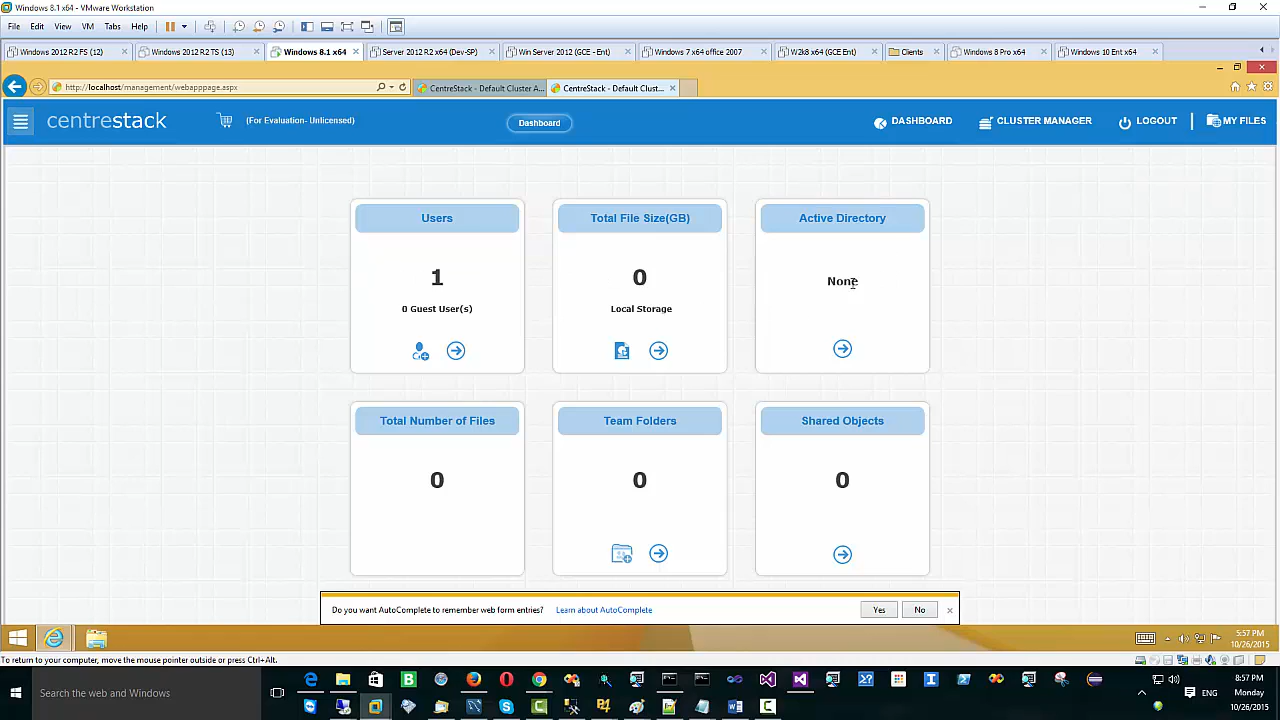 Windows 8.1 x64 - VMware Workstation
File Edit View VM Tabs Help
Windows 2012 R2 FS (12) Windows 2012 R2 TS (13) Windows 8.1 x64 Server 2012 R2 x64 (Dev-SP) Win Server 2012 (GCE - Ent) Windows 7 x64 office 2007 W2k8 x64 (GCE Ent) Clients Windows 8 Pro x64 Windows 10 Ent x64
http://localhost/management/webapppage.aspx CentreStack - Default Cluster A... CentreStack - Default Clust...
centrestack (For Evaluation- Unlicensed) Dashboard DASHBOARD CLUSTER MANAGER LOGOUT MY FILES
Users Total File Size(GB) Active Directory
1 0 None
0 Guest User(s) Local Storage
Total Number of Files Team Folders Shared Objects
0 0 0
Do you want AutoComplete to remember web form entries? Learn about AutoComplete Yes No
5:57 PM
10/26/2015
To return to your computer, move the mouse pointer outside or press Ctrl+Alt.
Search the web and Windows
8:57 PM
ENG Monday
10/26/2015